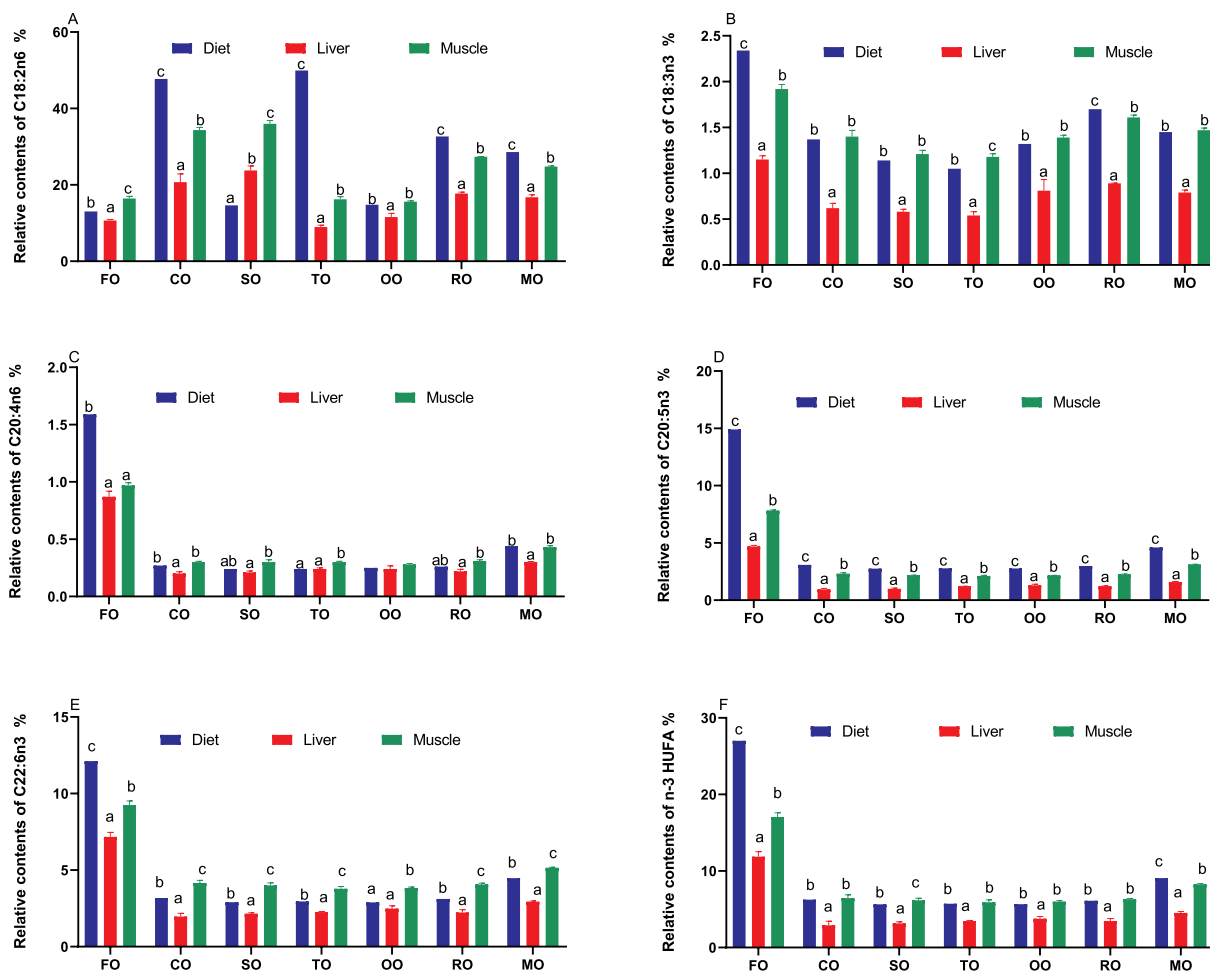 A
Relative contents of C18:2n6 %
60
40
20
0
Diet Liver Muscle
b a c
c a b
a b c
c a b
b a b
c a b
c a b
FO CO SO TO OO RO MO
B
Relative contents of C18:3n3 %
2.5
2.0
1.5
1.0
0.5
0.0
Diet Liver Muscle
c a b
b a b
b a b
b a c
b a b
c a b
b a b
FO CO SO TO OO RO MO
C
Relative contents of C20:4n6 %
2.0
1.5
1.0
0.5
0.0
Diet Liver Muscle
b a a
b a b
ab a b
a a b
ab a b
b a b
FO CO SO TO OO RO MO
D
Relative contents of C20:5n3 %
20
15
10
5
0
Diet Liver Muscle
c a b
c a b
c a b
c a b
c a b
c a b
c a b
FO CO SO TO OO RO MO
E
Relative contents of C22:6n3 %
15
10
5
0
Diet Liver Muscle
c a b
b a c
b a c
b a c
a a b
b a c
b a c
FO CO SO TO OO RO MO
F
Relative contents of n-3 HUFA %
30
20
10
0
Diet Liver Muscle
c a b
b a b
b a c
b a b
b a b
b a b
c a b
FO CO SO TO OO RO MO